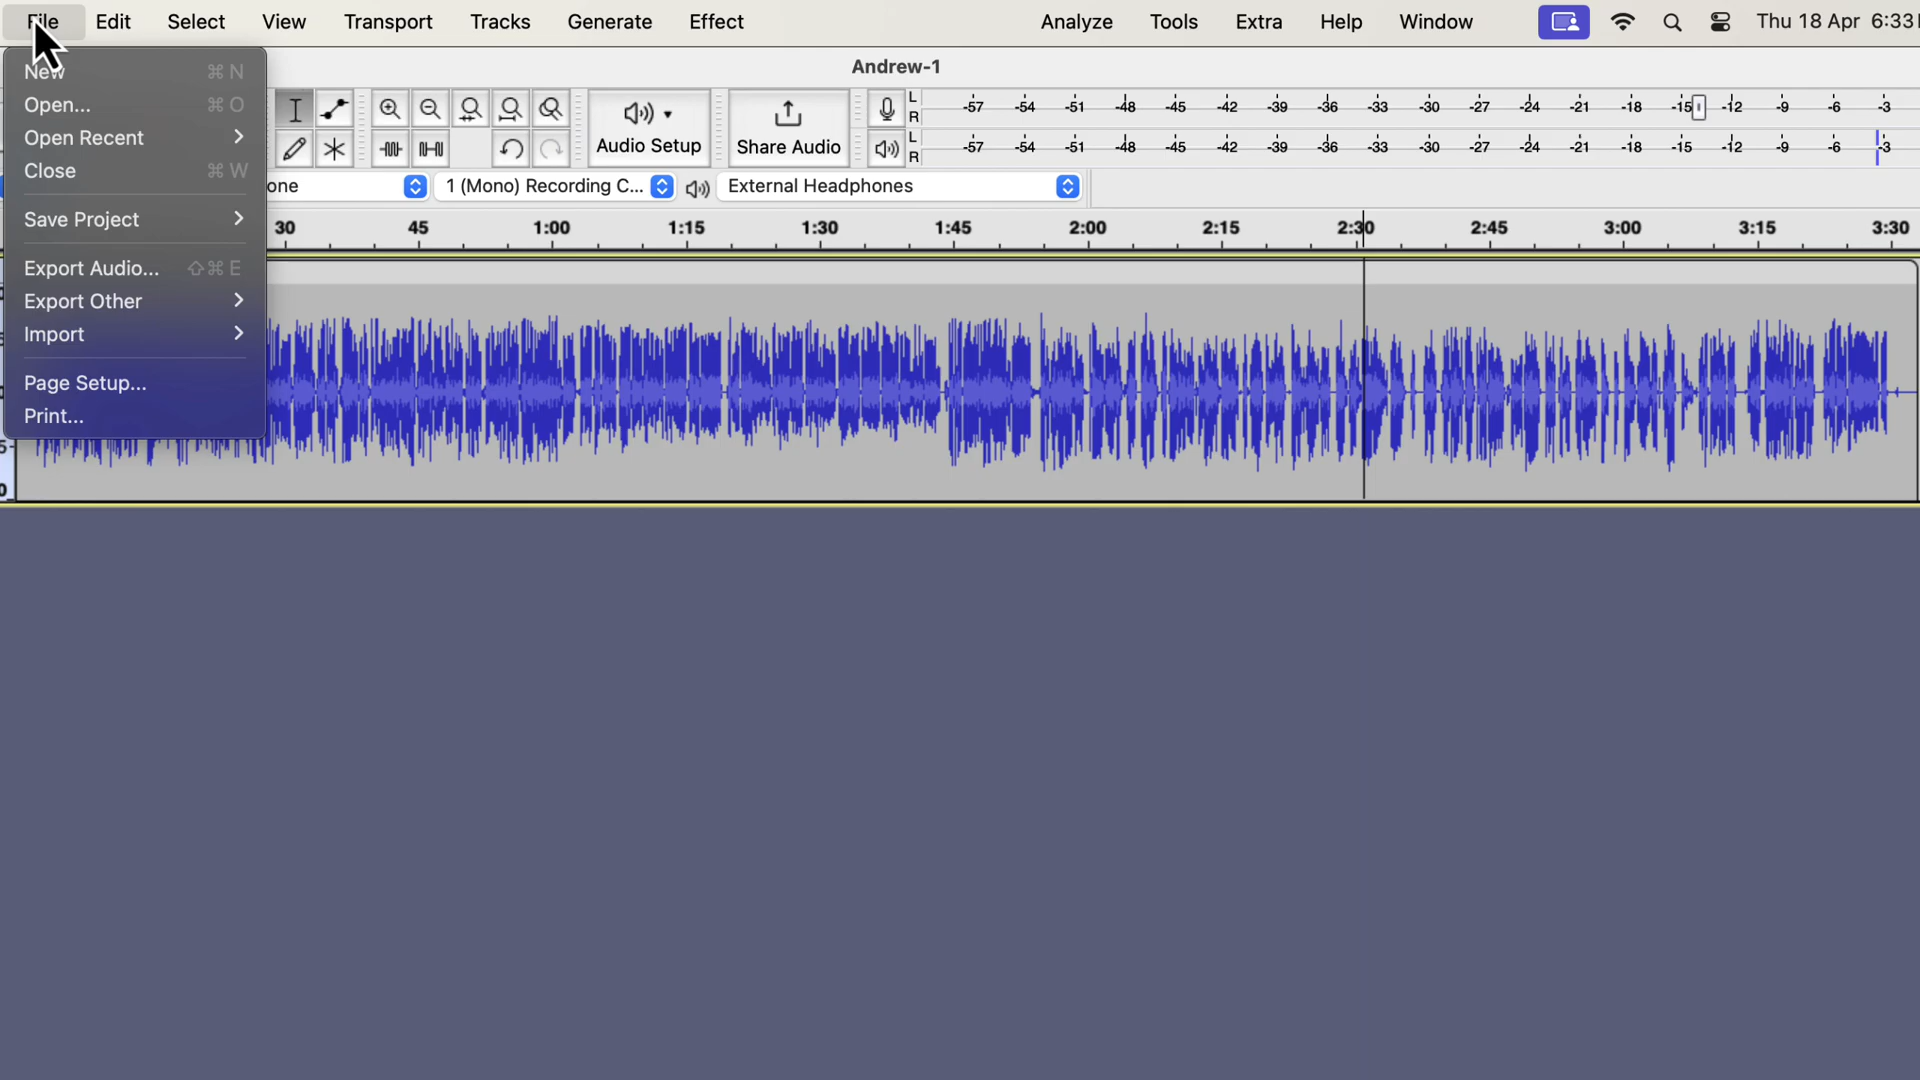 File Edit Select View Transport Tracks Generate Effect Analyze Tools Extra Help Window Thu 18 Apr 6:33
Andrew-1
New ⌘ N
Open... ⌘ O
Open Recent >
Close ⌘ W
Save Project >
Export Audio... ⇧⌘ E
Export Other >
Import >
Page Setup...
Print...
Audio Setup
Share Audio
L -57 -54 -51 -48 -45 -42 -39 -36 -33 -30 -27 -24 -21 -18 -15 -12 -9 -6 -3
R
L -57 -54 -51 -48 -45 -42 -39 -36 -33 -30 -27 -24 -21 -18 -15 -12 -9 -6 -3
R
one 1 (Mono) Recording C... External Headphones
30 45 1:00 1:15 1:30 1:45 2:00 2:15 2:30 2:45 3:00 3:15 3:30